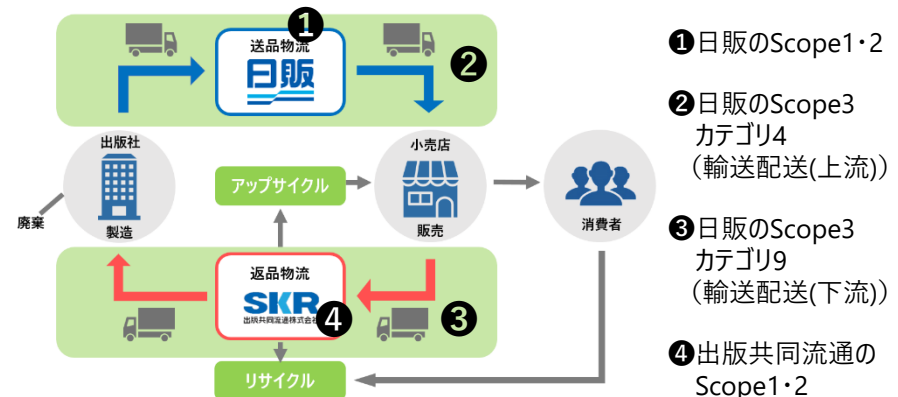 ❶
送品物流
日販
❷
出版社
製造
廃棄
アップサイクル
小売店
販売
消費者
返品物流
SKR
出版共同流通株式会社
❹
❸
リサイクル
❶日販のScope1・2
❷日販のScope3
カテゴリ4
（輸送配送(上流)）
❸日販のScope3
カテゴリ9
（輸送配送(下流)）
❹出版共同流通の
Scope1・2